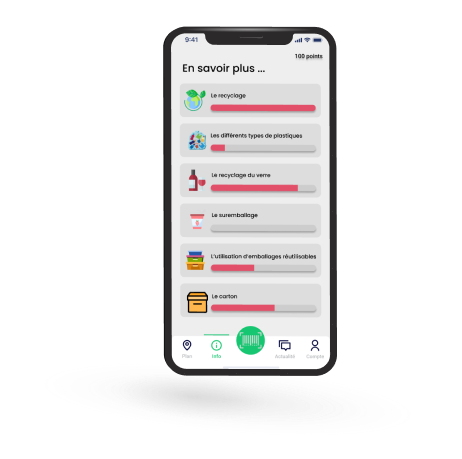 9:41
100 points
En savoir plus ...
Le recyclage
Les différents types de plastiques
Le recyclage du verre
Le suremballage
L'utilisation d'emballages réutilisables
Le carton
Plan
Info
Actualité
Compte